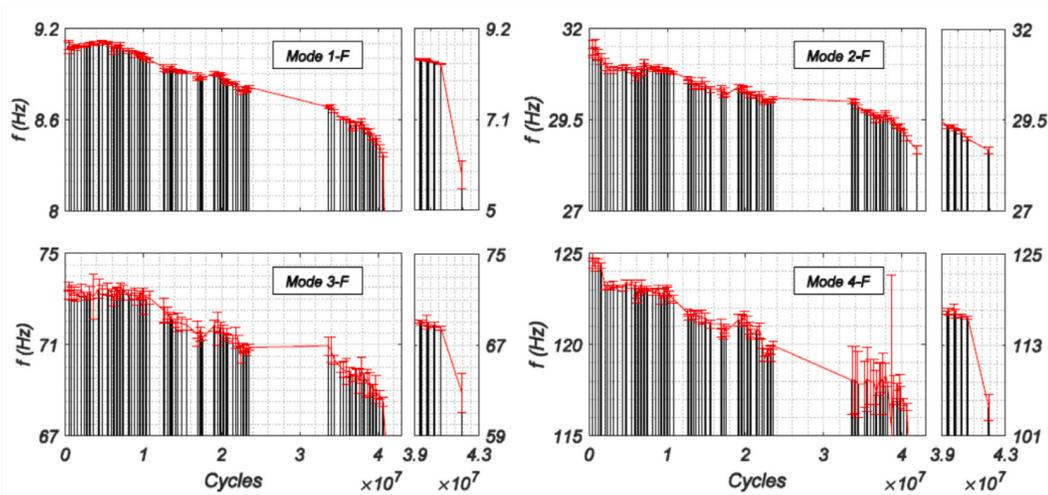 9.2 9.2 32 32
Mode 1-F Mode 2-F
f (Hz) 8.6 7.1 f (Hz) 29.5 29.5
8 5 27 27
75 75 125 125
Mode 3-F Mode 4-F
f (Hz) 71 67 f (Hz) 120 113
67 59 115 101
0 1 2 3 4 3.9 4.3 0 1 2 3 4 3.9 4.3
Cycles ×10⁷ ×10⁷ Cycles ×10⁷ ×10⁷